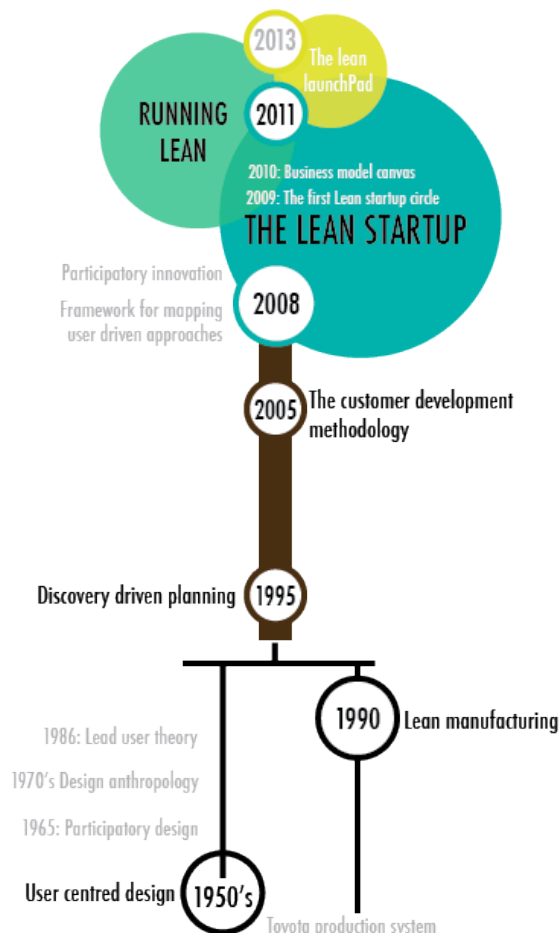 2013
The lean
launchPad
RUNNING
LEAN
2011
2010: Business model canvas
2009: The first Lean startup circle
THE LEAN STARTUP
Participatory innovation
Framework for mapping
user driven approaches
2008
2005
The customer development
methodology
Discovery driven planning
1995
1990
Lean manufacturing
1986: Lead user theory
1970's Design anthropology
1965: Participatory design
User centred design
1950's
Toyota production system